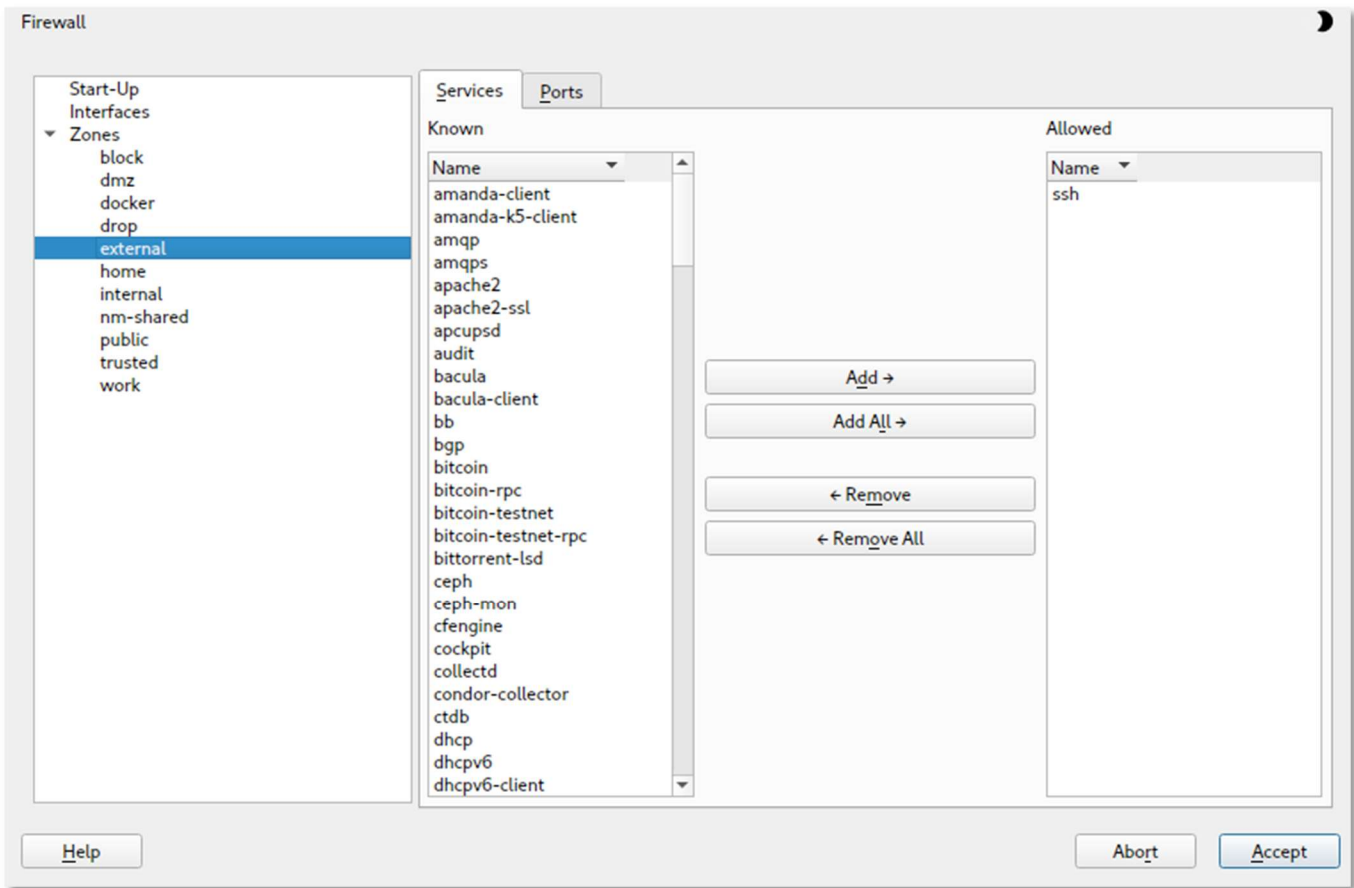 Firewall
Start-Up
Interfaces
Zones
block
dmz
docker
drop
external
home
internal
nm-shared
public
trusted
work
Services
Ports
Known
Name
amanda-client
amanda-k5-client
amqp
amqps
apache2
apache2-ssl
apcupsd
audit
bacula
bacula-client
bb
bgp
bitcoin
bitcoin-rpc
bitcoin-testnet
bitcoin-testnet-rpc
bittorrent-lsd
ceph
ceph-mon
cfengine
cockpit
collectd
condor-collector
ctdb
dhcp
dhcpv6
dhcpv6-client
Add →
Add All →
← Remove
← Remove All
Allowed
Name
ssh
Help
Abort
Accept